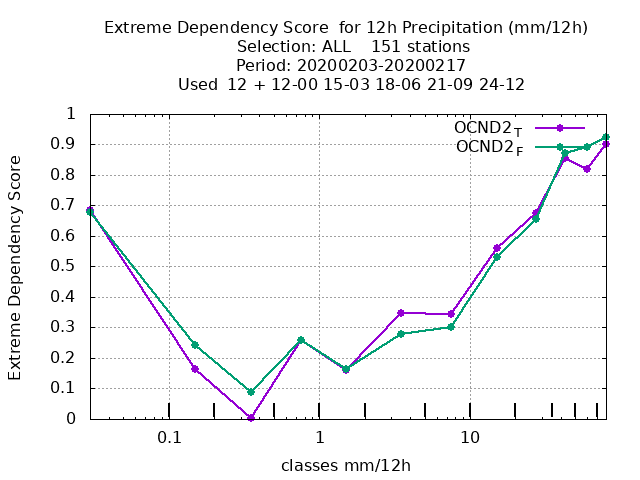 Extreme Dependency Score  for 12h Precipitation (mm/12h)
Selection: ALL    151 stations
Period: 20200203-20200217
Used  12 + 12-00 15-03 18-06 21-09 24-12
OCND2_T
OCND2_F
1
0.9
0.8
0.7
0.6
0.5
0.4
0.3
0.2
0.1
0
Extreme Dependency Score
0.1 1 10
classes mm/12h